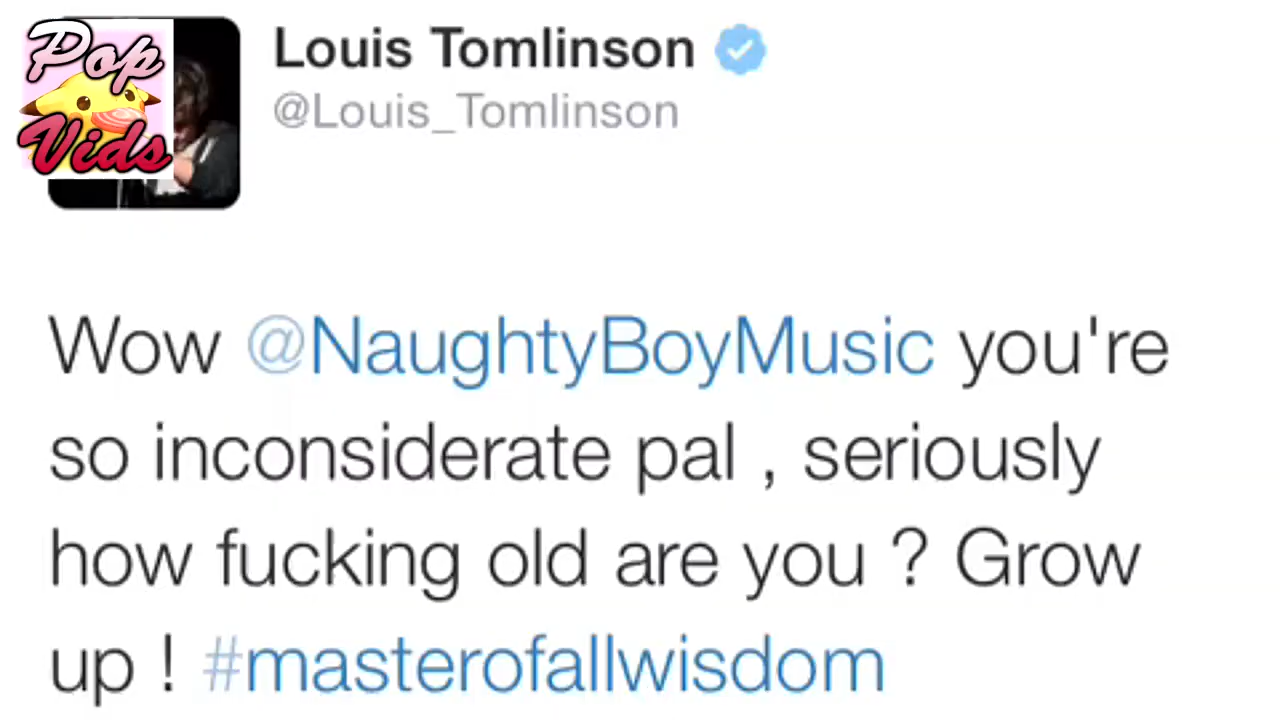 Pop
Vids
Louis Tomlinson
@Louis_Tomlinson
Wow @NaughtyBoyMusic you're
so inconsiderate pal , seriously
how fucking old are you ? Grow
up ! #masterofallwisdom